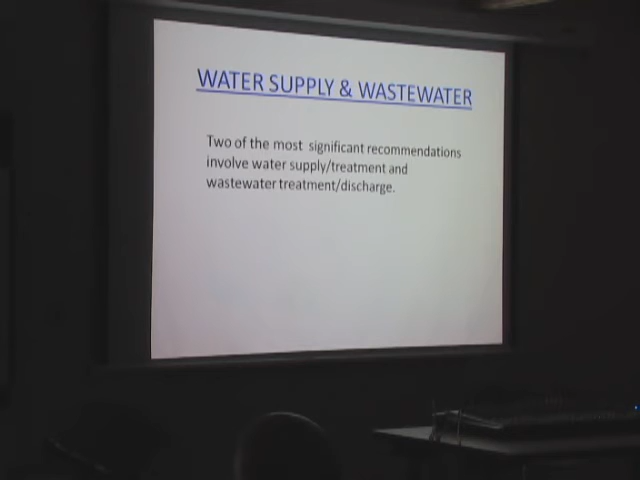 WATER SUPPLY & WASTEWATER
Two of the most significant recommendations
involve water supply/treatment and
wastewater treatment/discharge.